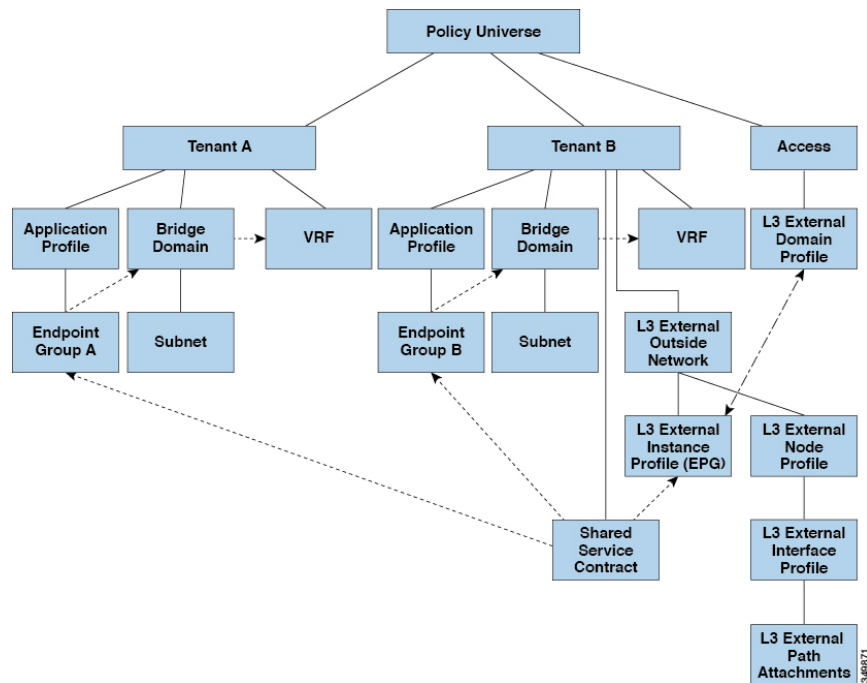 Policy Universe
Tenant A
Tenant B
Access
Application
Profile
Bridge
Domain
VRF
Application
Profile
Bridge
Domain
VRF
L3 External
Domain
Profile
Endpoint
Group A
Subnet
Endpoint
Group B
Subnet
L3 External
Outside
Network
L3 External
Instance
Profile (EPG)
L3 External
Node
Profile
Shared
Service
Contract
L3 External
Interface
Profile
L3 External
Path
Attachments
349871